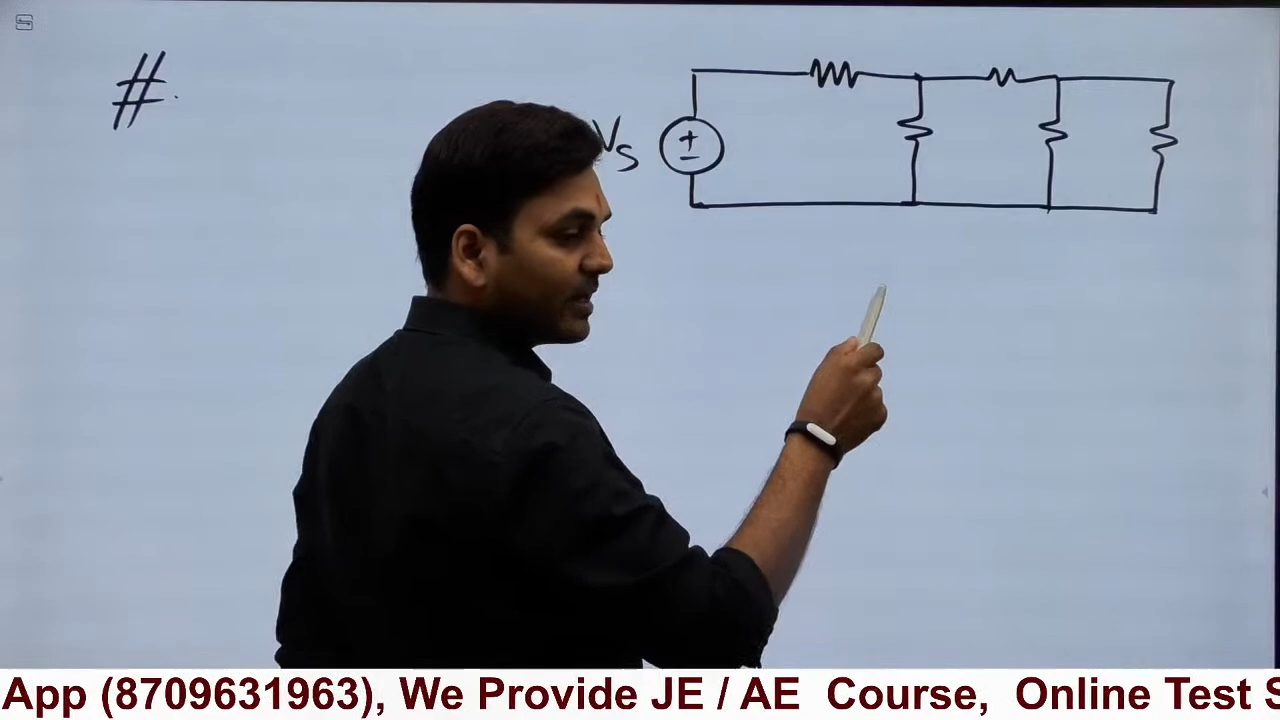 #.
Vs
+
−
App (8709631963), We Provide JE / AE Course, Online Test S